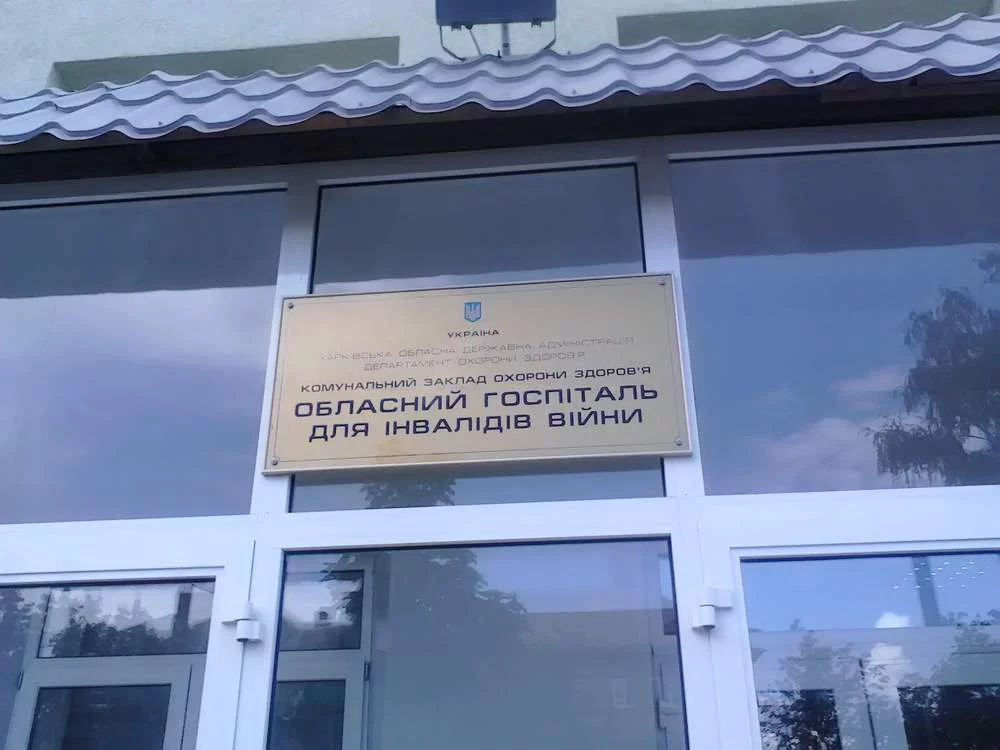 УКРАЇНА
ХАРКІВСЬКА ОБЛАСНА ДЕРЖАВНА АДМІНІСТРАЦІЯ
ДЕПАРТАМЕНТ ОХОРОНИ ЗДОРОВ'Я
КОМУНАЛЬНИЙ ЗАКЛАД ОХОРОНИ ЗДОРОВ'Я
ОБЛАСНИЙ ГОСПІТАЛЬ
ДЛЯ ІНВАЛІДІВ ВІЙНИ